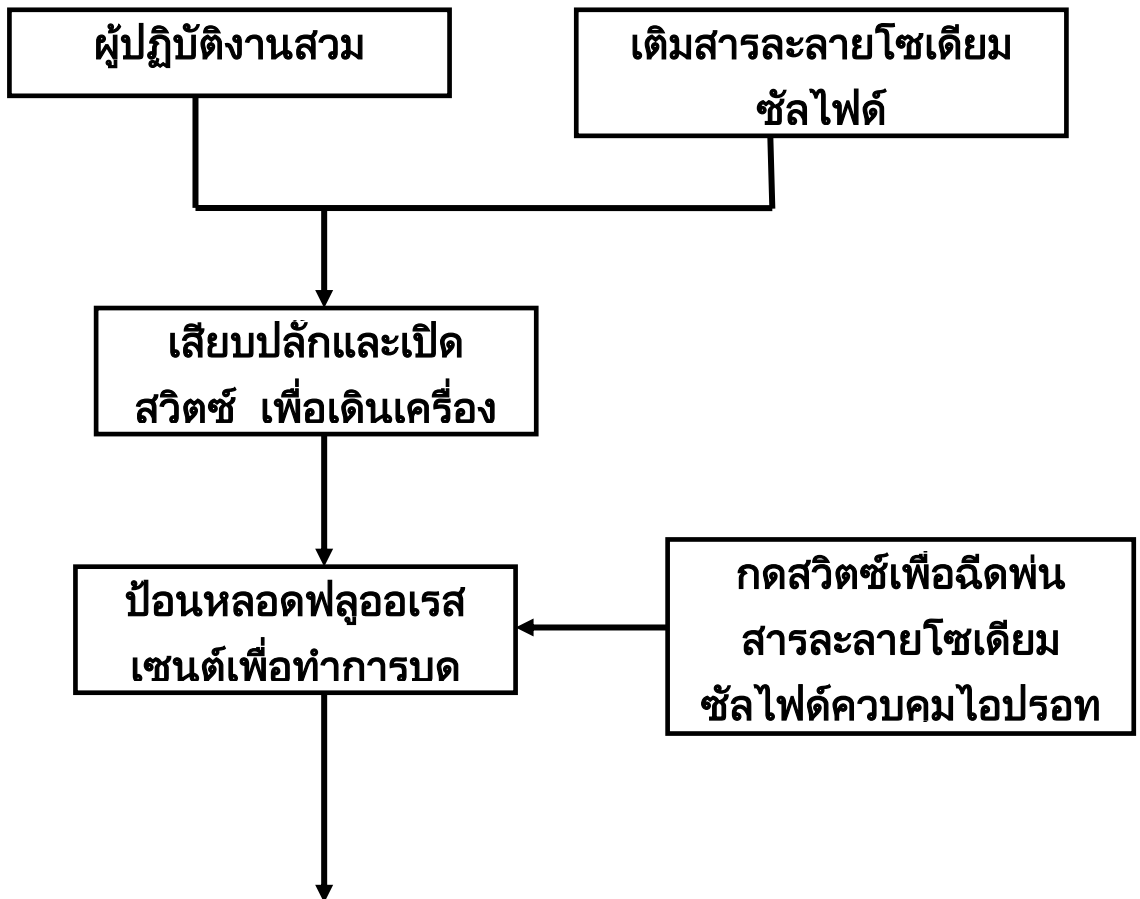 ผู้ปฏิบัติงานสวม
เติมสารละลายโซเดียม
ซัลไฟด์
เสียบปลั๊กและเปิด
สวิตซ์ เพื่อเดินเครื่อง
ป้อนหลอดฟลูออเรส
เซนต์เพื่อทำการบด
กดสวิตซ์เพื่อฉีดพ่น
สารละลายโซเดียม
ซัลไฟด์ควบคุมไอปรอท